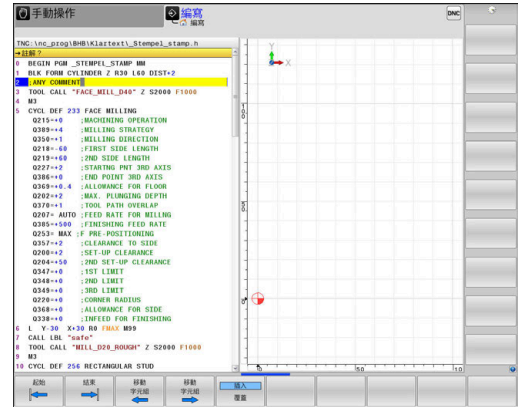 手動操作
編寫
編寫
DNC
TNC:\nc_prog\BHB\Klartext\_Stempel_stamp.h
→註解?
0 BEGIN PGM _STEMPEL_STAMP MM
1 BLK FORM CYLINDER Z R30 L60 DIST+2
2 ;ANY COMMENT
3 TOOL CALL "FACE_MILL_D40" Z S2000 F1000
4 M3
5 CYCL DEF 233 FACE MILLING
Q215=+0 ;MACHINING OPERATION
Q389=+4 ;MILLING STRATEGY
Q350=+1 ;MILLING DIRECTION
Q218=-60 ;FIRST SIDE LENGTH
Q219=+60 ;2ND SIDE LENGTH
Q227=+2 ;STARTNG PNT 3RD AXIS
Q386=+0 ;END POINT 3RD AXIS
Q369=+0.4 ;ALLOWANCE FOR FLOOR
Q202=+2 ;MAX. PLUNGING DEPTH
Q370=+1 ;TOOL PATH OVERLAP
Q207= AUTO ;FEED RATE FOR MILLNG
Q385=+500 ;FINISHING FEED RATE
Q253= MAX ;F PRE-POSITIONING
Q357=+2 ;CLEARANCE TO SIDE
Q200=+2 ;SET-UP CLEARANCE
Q204=+50 ;2ND SET-UP CLEARANCE
Q347=+0 ;1ST LIMIT
Q348=+0 ;2ND LIMIT
Q349=+0 ;3RD LIMIT
Q220=+0 ;CORNER RADIUS
Q368=+0 ;ALLOWANCE FOR SIDE
Q338=+0 ;INFEED FOR FINISHING
6 L Y-30 X+30 R0 FMAX M99
7 CALL LBL "safe"
8 TOOL CALL "MILL_D20_ROUGH" Z S2000 F1000
9 M3
10 CYCL DEF 256 RECTANGULAR STUD
Y
X
100
50
0
0
50
100
起始
結束
移動
字元組
移動
字元組
插入
覆蓋